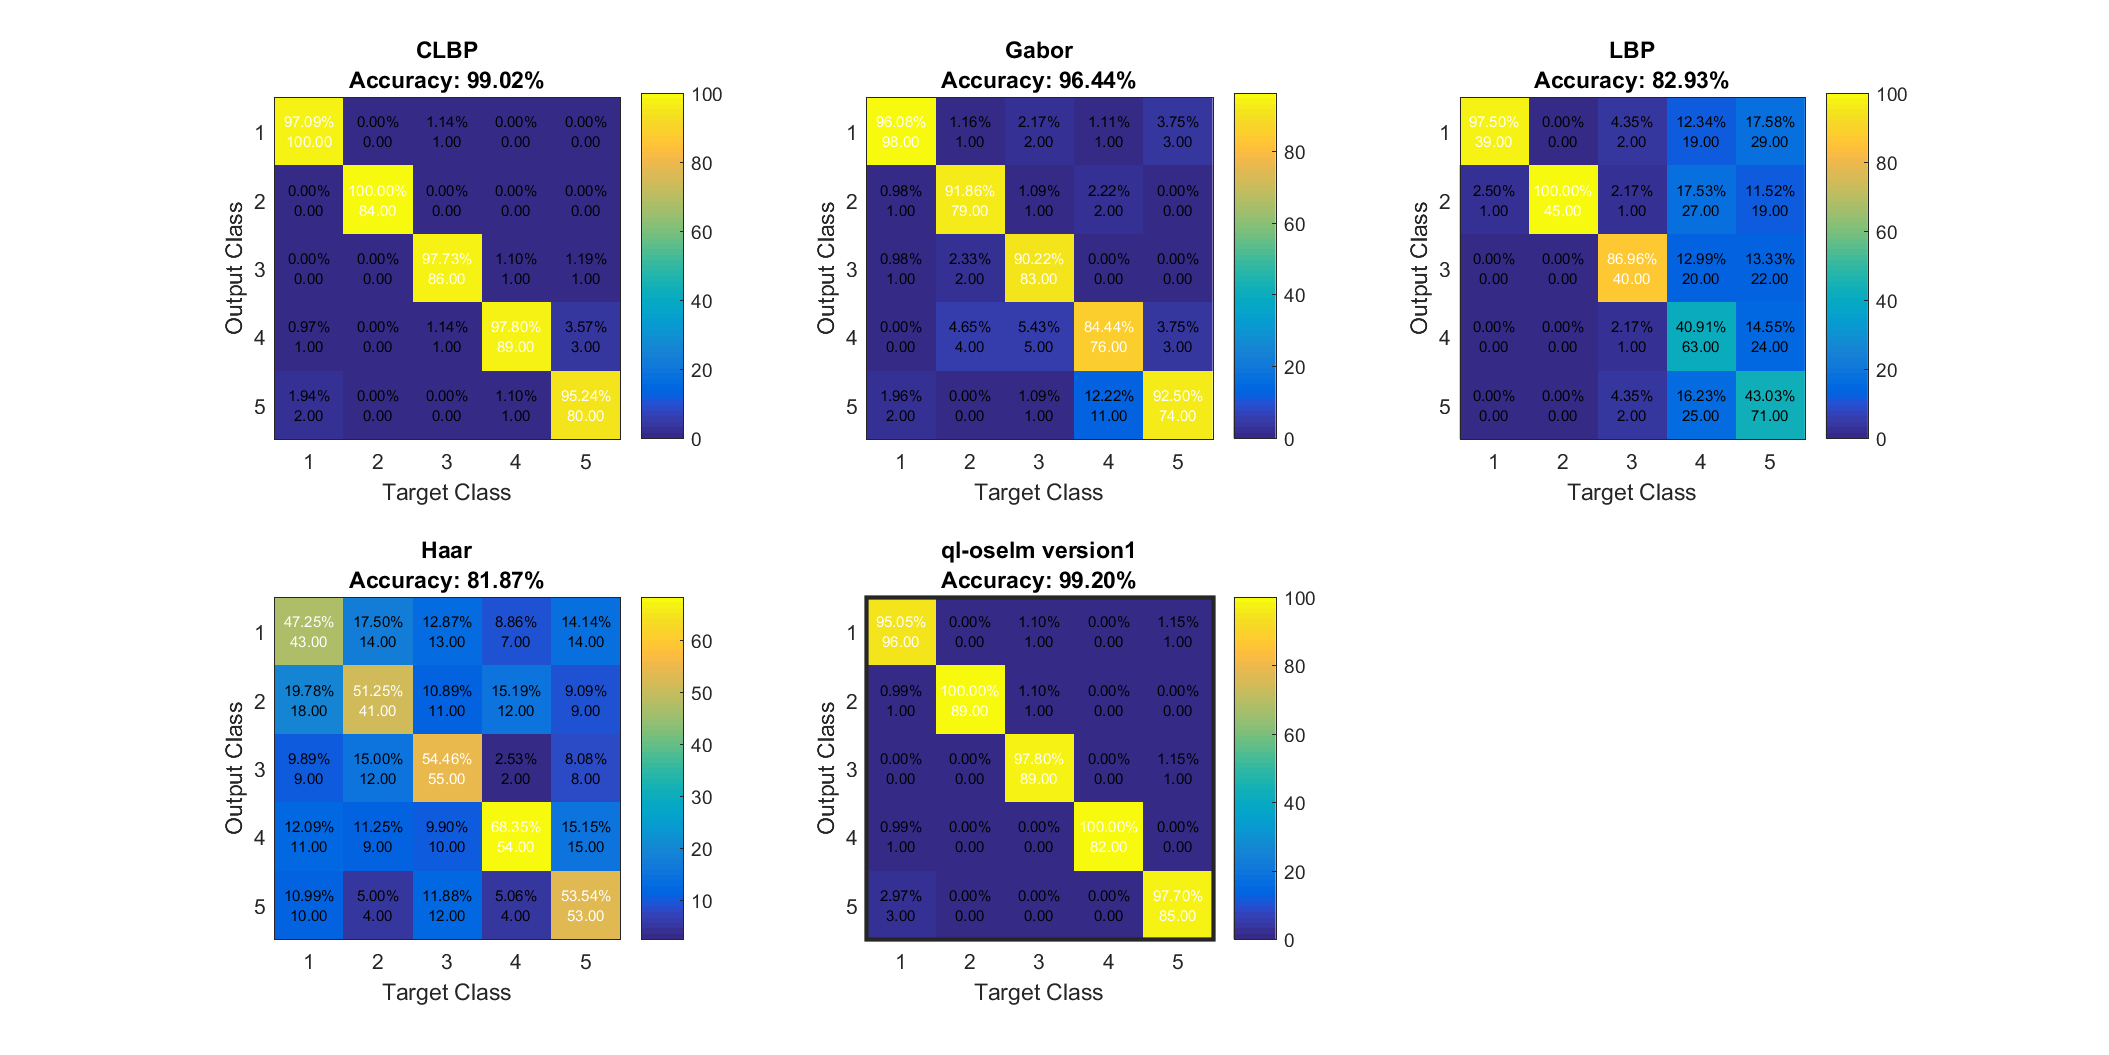 CLBP
Accuracy: 99.02%
97.09% 0.00% 1.14% 0.00% 0.00%
1
100.00 0.00 1.00 0.00 0.00
0.00% 100.00% 0.00% 0.00% 0.00%
2
0.00 84.00 0.00 0.00 0.00
0.00% 0.00% 97.73% 1.10% 1.19%
3
0.00 0.00 86.00 1.00 1.00
0.97% 0.00% 1.14% 97.80% 3.57%
4
1.00 0.00 1.00 89.00 3.00
1.94% 0.00% 0.00% 1.10% 95.24%
5
2.00 0.00 0.00 1.00 80.00
1 2 3 4 5
Target Class
Output Class
100
80
60
40
20
0
Gabor
Accuracy: 96.44%
96.08% 1.16% 2.17% 1.11% 3.75%
1
98.00 1.00 2.00 1.00 3.00
0.98% 91.86% 1.09% 2.22% 0.00%
2
1.00 79.00 1.00 2.00 0.00
0.98% 2.33% 90.22% 0.00% 0.00%
3
1.00 2.00 83.00 0.00 0.00
0.00% 4.65% 5.43% 84.44% 3.75%
4
0.00 4.00 5.00 76.00 3.00
1.96% 0.00% 1.09% 12.22% 92.50%
5
2.00 0.00 1.00 11.00 74.00
1 2 3 4 5
Target Class
Output Class
80
60
40
20
0
LBP
Accuracy: 82.93%
97.50% 0.00% 4.35% 12.34% 17.58%
1
39.00 0.00 2.00 19.00 29.00
2.50% 100.00% 2.17% 17.53% 11.52%
2
1.00 45.00 1.00 27.00 19.00
0.00% 0.00% 86.96% 12.99% 13.33%
3
0.00 0.00 40.00 20.00 22.00
0.00% 0.00% 2.17% 40.91% 14.55%
4
0.00 0.00 1.00 63.00 24.00
0.00% 0.00% 4.35% 16.23% 43.03%
5
0.00 0.00 2.00 25.00 71.00
1 2 3 4 5
Target Class
Output Class
100
80
60
40
20
0
Haar
Accuracy: 81.87%
47.25% 17.50% 12.87% 8.86% 14.14%
1
43.00 14.00 13.00 7.00 14.00
19.78% 51.25% 10.89% 15.19% 9.09%
2
18.00 41.00 11.00 12.00 9.00
9.89% 15.00% 54.46% 2.53% 8.08%
3
9.00 12.00 55.00 2.00 8.00
12.09% 11.25% 9.90% 68.35% 15.15%
4
11.00 9.00 10.00 54.00 15.00
10.99% 5.00% 11.88% 5.06% 53.54%
5
10.00 4.00 12.00 4.00 53.00
1 2 3 4 5
Target Class
Output Class
60
50
40
30
20
10
ql-oselm version1
Accuracy: 99.20%
95.05% 0.00% 1.10% 0.00% 1.15%
1
96.00 0.00 1.00 0.00 1.00
0.99% 100.00% 1.10% 0.00% 0.00%
2
1.00 89.00 1.00 0.00 0.00
0.00% 0.00% 97.80% 0.00% 1.15%
3
0.00 0.00 89.00 0.00 1.00
0.99% 0.00% 0.00% 100.00% 0.00%
4
1.00 0.00 0.00 82.00 0.00
2.97% 0.00% 0.00% 0.00% 97.70%
5
3.00 0.00 0.00 0.00 85.00
1 2 3 4 5
Target Class
Output Class
100
80
60
40
20
0